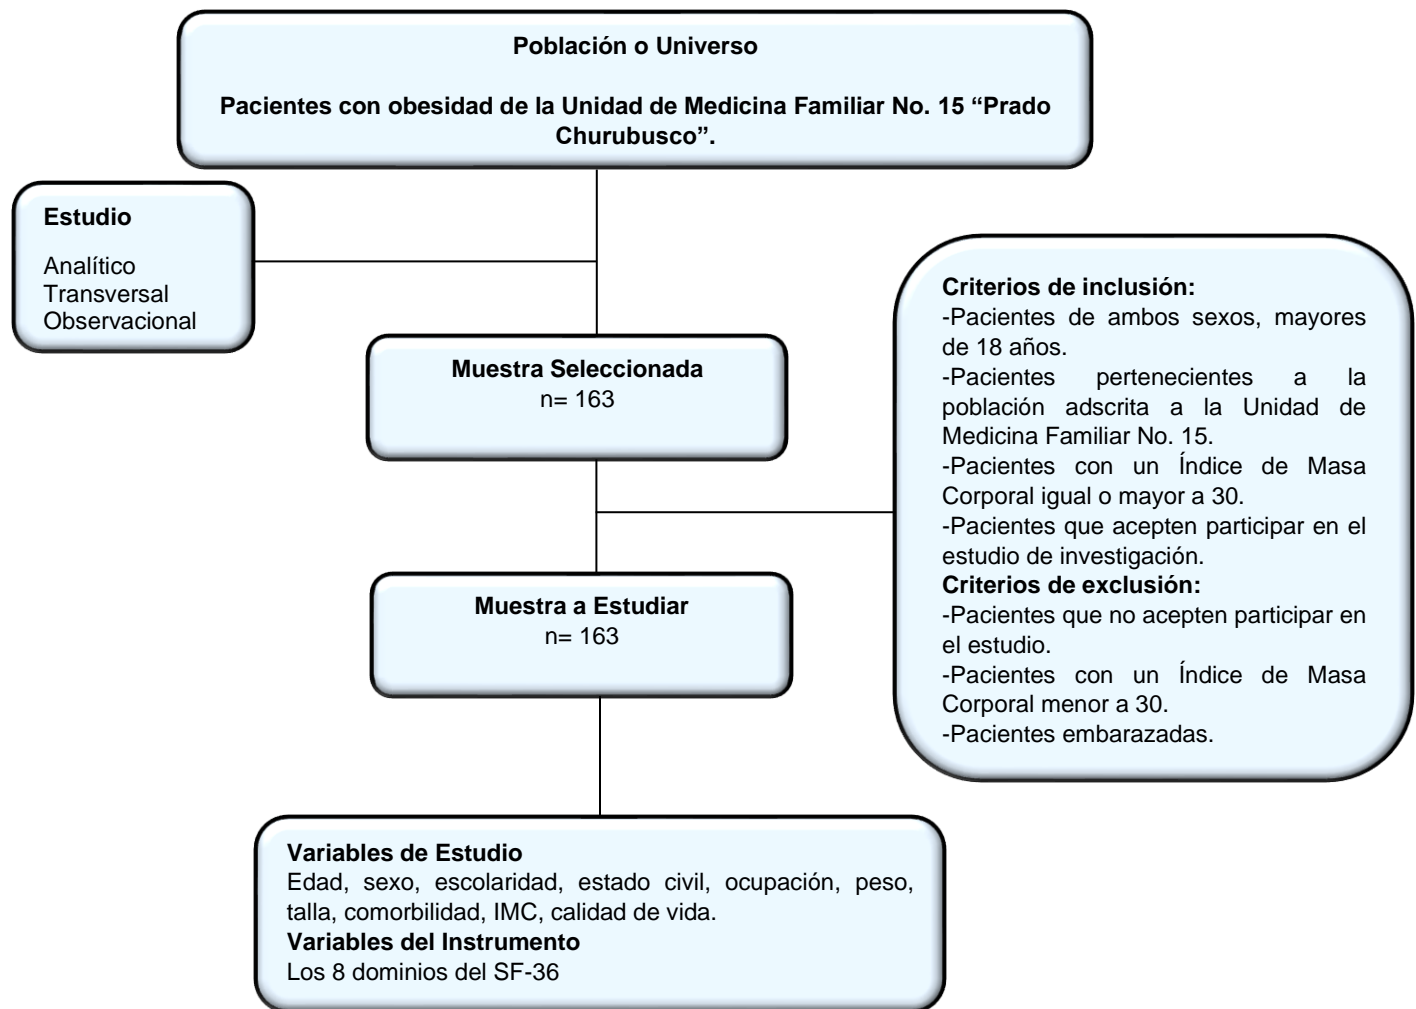 Población o Universo
Pacientes con obesidad de la Unidad de Medicina Familiar No. 15 “Prado
Churubusco”.
Estudio
Analítico
Transversal
Observacional
Muestra Seleccionada
n= 163
Criterios de inclusión:
-Pacientes de ambos sexos, mayores
de 18 años.
-Pacientes pertenecientes a la
población adscrita a la Unidad de
Medicina Familiar No. 15.
-Pacientes con un Índice de Masa
Corporal igual o mayor a 30.
-Pacientes que acepten participar en el
estudio de investigación.
Criterios de exclusión:
-Pacientes que no acepten participar en
el estudio.
-Pacientes con un Índice de Masa
Corporal menor a 30.
-Pacientes embarazadas.
Muestra a Estudiar
n= 163
Variables de Estudio
Edad, sexo, escolaridad, estado civil, ocupación, peso,
talla, comorbilidad, IMC, calidad de vida.
Variables del Instrumento
Los 8 dominios del SF-36